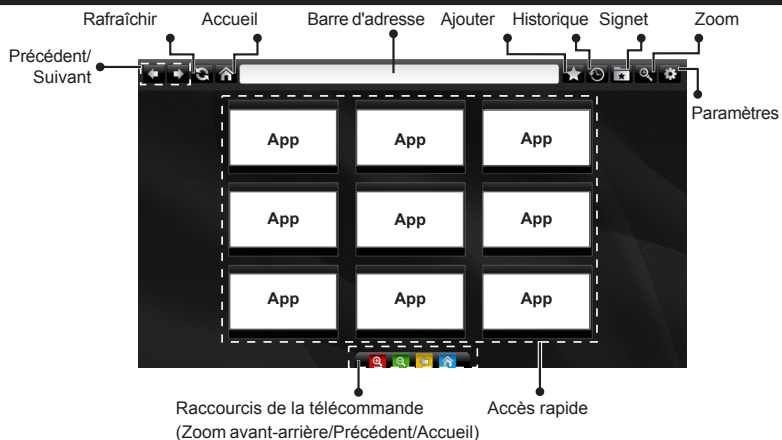 Rafraîchir Accueil Barre d'adresse Ajouter Historique Signet Zoom
Précédent/
Suivant
Paramètres
App App App
App App App
App App App
Raccourcis de la télécommande
(Zoom avant-arrière/Précédent/Accueil)
Accès rapide